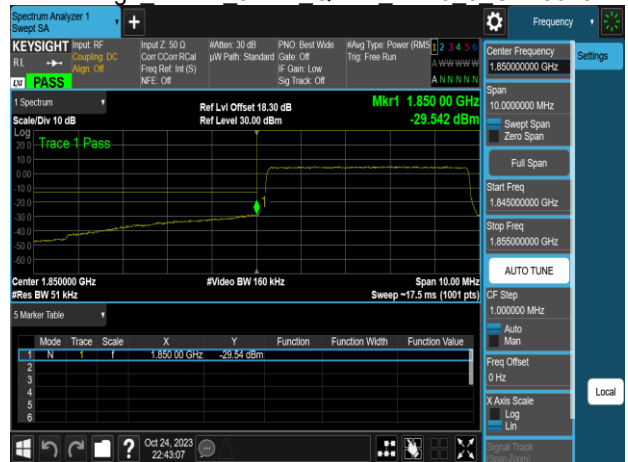 Spectrum Analyzer 1
Swept SA
+
Frequency
KEYSIGHT
RL
LXI PASS
Input: RF
Coupling: DC
Align: Off
Input Z: 50 Ω
Corr CCorr RCal
Freq Ref: Int (S)
NFE: Off
#Atten: 30 dB
µW Path: Standard
PNO: Best Wide
Gate: Off
IF Gain: Low
Sig Track: Off
#Avg Type: Power (RMS
Trig: Free Run
1 2 3 4 5 6
A W W W W W
A N N N N N
1 Spectrum
Scale/Div 10 dB
Ref Lvl Offset 18.30 dB
Ref Level 30.00 dBm
Mkr1 1.850 00 GHz
-29.542 dBm
Log
Trace 1 Pass
20.0
10.0
0.00
-10.0
-20.0
-30.0
-40.0
-50.0
-60.0
1
Center 1.850000 GHz
#Res BW 51 kHz
#Video BW 160 kHz
Span 10.00 MHz
Sweep ~17.5 ms (1001 pts)
5 Marker Table
Mode Trace Scale X Y Function Function Width Function Value
1 N 1 f 1.850 00 GHz -29.54 dBm
2
3
4
5
6
Center Frequency
1.850000000 GHz
Settings
Span
10.0000000 MHz
Swept Span
Zero Span
Full Span
Start Freq
1.845000000 GHz
Stop Freq
1.855000000 GHz
AUTO TUNE
CF Step
1.000000 MHz
Auto
Man
Freq Offset
0 Hz
X Axis Scale
Log
Lin
Local
Signal Track
(Span Zoom)
?
Oct 24, 2023
22:43:07